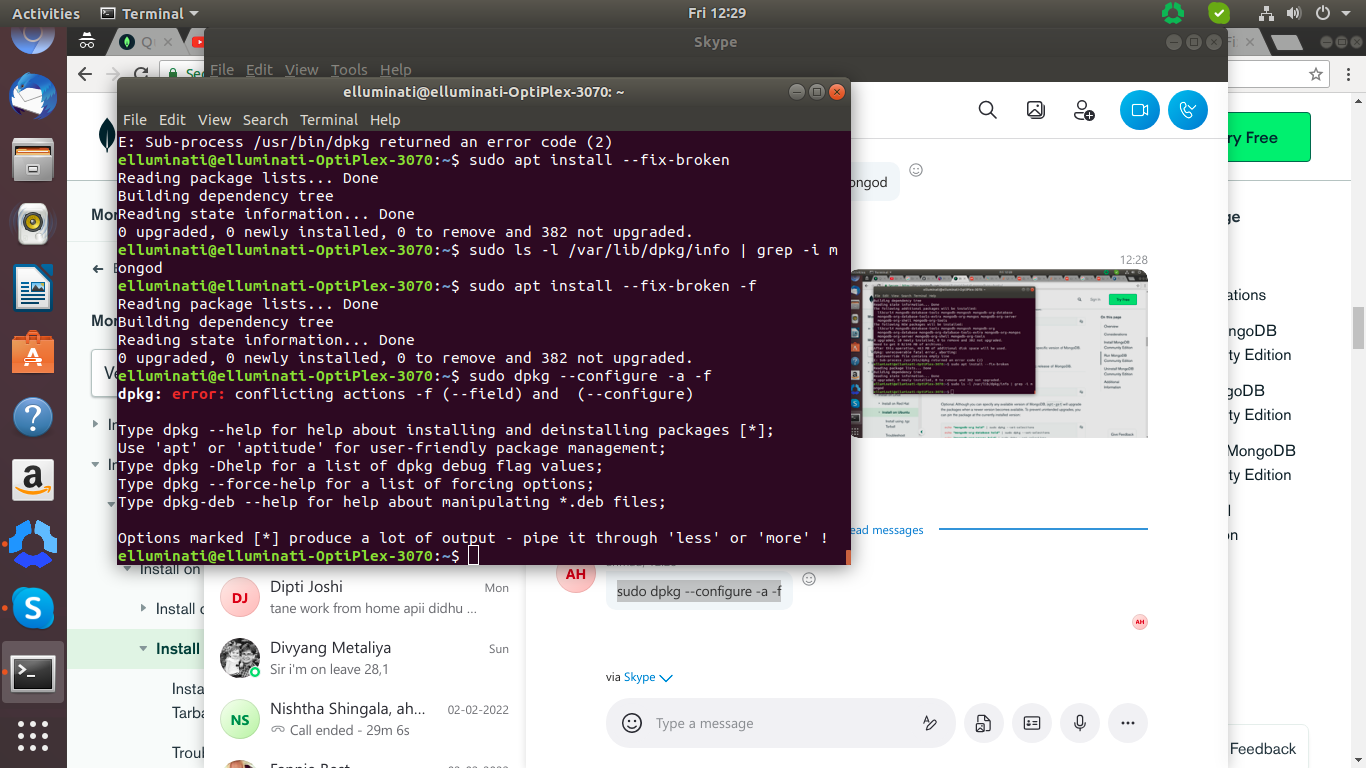 Activities
Terminal
Fri 12:29
Skype
File Edit View Tools Help
elluminati@elluminati-OptiPlex-3070: ~
File Edit View Search Terminal Help
E: Sub-process /usr/bin/dpkg returned an error code (2)
elluminati@elluminati-OptiPlex-3070:~$ sudo apt install --fix-broken
Reading package lists... Done
Building dependency tree
Reading state information... Done
0 upgraded, 0 newly installed, 0 to remove and 382 not upgraded.
elluminati@elluminati-OptiPlex-3070:~$ sudo ls -l /var/lib/dpkg/info | grep -i m
ongod
elluminati@elluminati-OptiPlex-3070:~$ sudo apt install --fix-broken -f
Reading package lists... Done
Building dependency tree
Reading state information... Done
0 upgraded, 0 newly installed, 0 to remove and 382 not upgraded.
elluminati@elluminati-OptiPlex-3070:~$ sudo dpkg --configure -a -f
dpkg: error: conflicting actions -f (--field) and  (--configure)
Type dpkg --help for help about installing and deinstalling packages [*];
Use 'apt' or 'aptitude' for user-friendly package management;
Type dpkg -Dhelp for a list of dpkg debug flag values;
Type dpkg --force-help for a list of forcing options;
Type dpkg-deb --help for help about manipulating *.deb files;
Options marked [*] produce a lot of output - pipe it through 'less' or 'more' !
elluminati@elluminati-OptiPlex-3070:~$
ongod
12:28
ead messages
AH
sudo dpkg --configure -a -f
AH
via Skype
Type a message
DJ
Dipti Joshi
Mon
tane work from home apii didhu ...
Divyang Metaliya
Sun
Sir i'm on leave 28,1
NS
Nishtha Shingala, ah...
02-02-2022
Call ended - 29m 6s
Install on
Install o
Install
Insta
Tarba
Troul
ry Free
ge
ations
ongoDB
ty Edition
goDB
ty Edition
MongoDB
ty Edition
l
on
Feedback